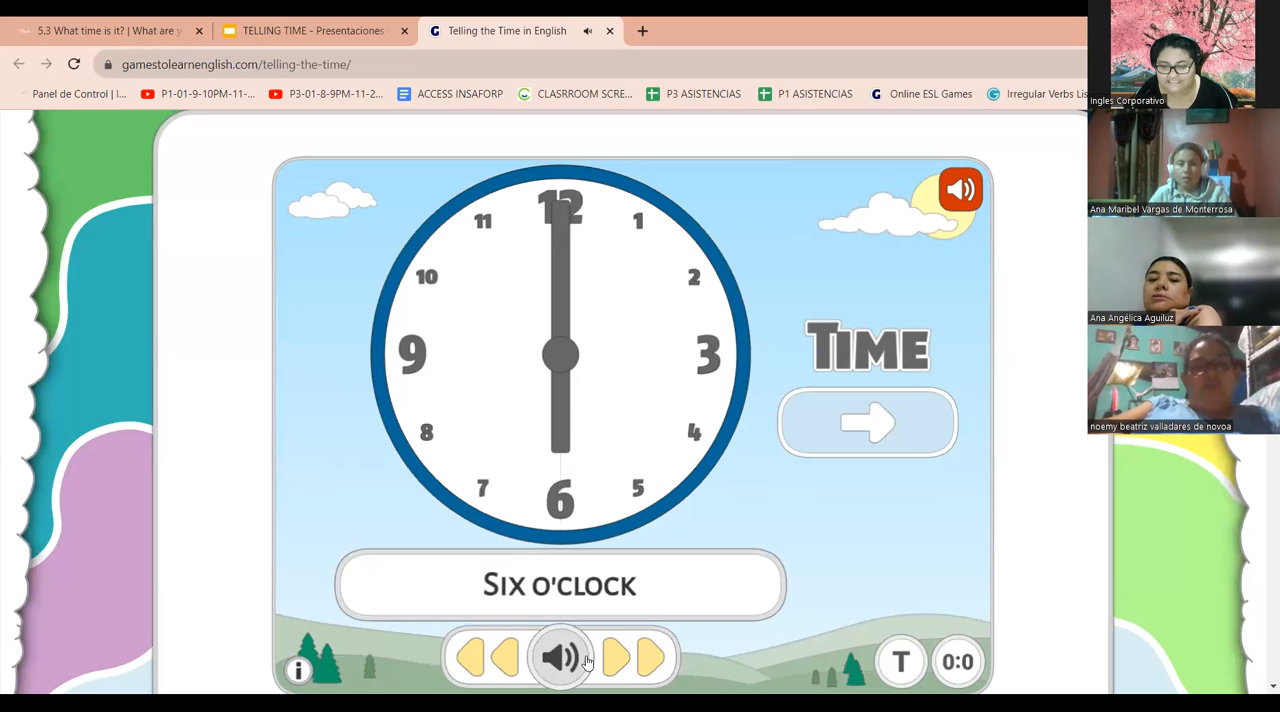 5.3 What time is it? | What are y
TELLING TIME - Presentaciones
Telling the Time in English
gamestolearnenglish.com/telling-the-time/
Panel de Control | I...
P1-01-9-10PM-11-...
P3-01-8-9PM-11-2...
ACCESS INSAFORP
CLASRROOM SCRE...
P3 ASISTENCIAS
P1 ASISTENCIAS
Online ESL Games
Irregular Verbs Lis
Ingles Corporativo
Ana Maribel Vargas de Monterrosa
Ana Angélica Aguiluz
noemy beatriz valladares de novoa
12
11
1
10
2
9
3
8
4
7
5
6
TIME
SIX O'CLOCK
i
T
0:0